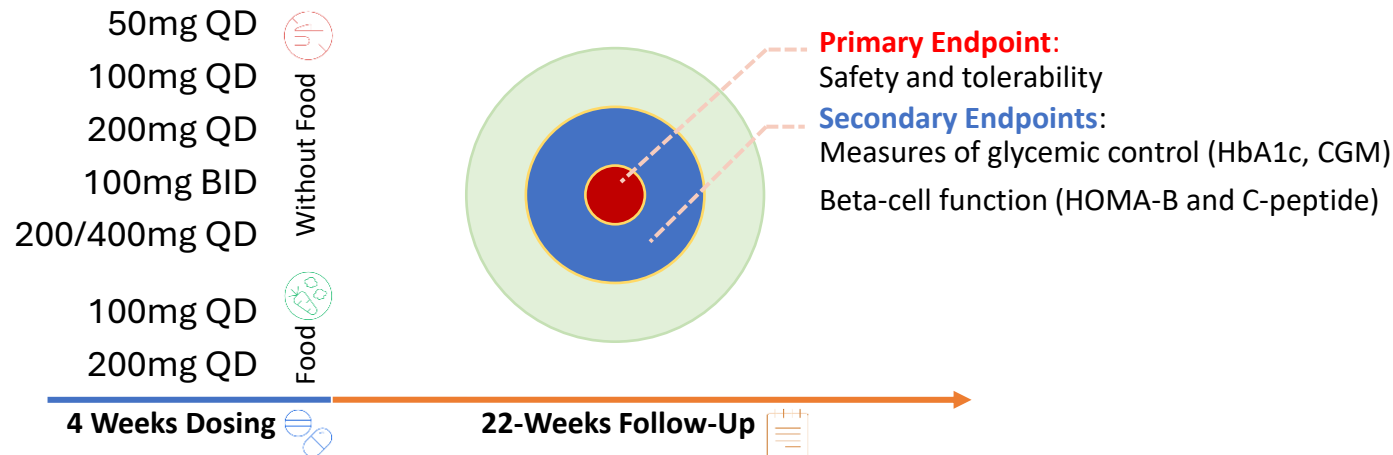 50mg QD
100mg QD
200mg QD
100mg BID
200/400mg QD
Without Food
100mg QD
200mg QD
Food
4 Weeks Dosing
22-Weeks Follow-Up
Primary Endpoint:
Safety and tolerability
Secondary Endpoints:
Measures of glycemic control (HbA1c, CGM)
Beta-cell function (HOMA-B and C-peptide)